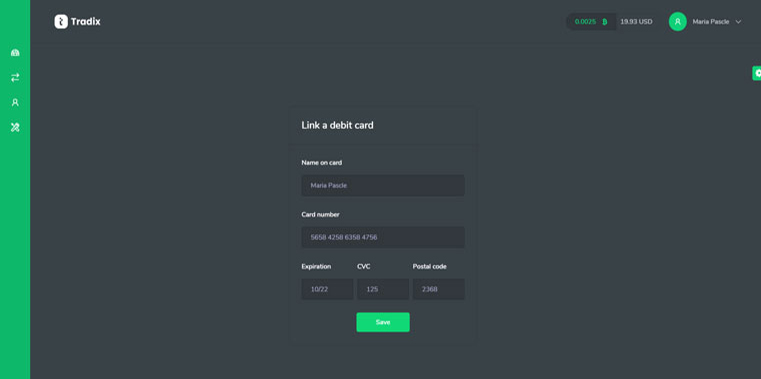 Tradix
0.0025 ₿ 19.93 USD
Maria Pascle
Link a debit card
Name on card
Maria Pascle
Card number
5658 4258 6358 4756
Expiration CVC Postal code
10/22 125 2368
Save